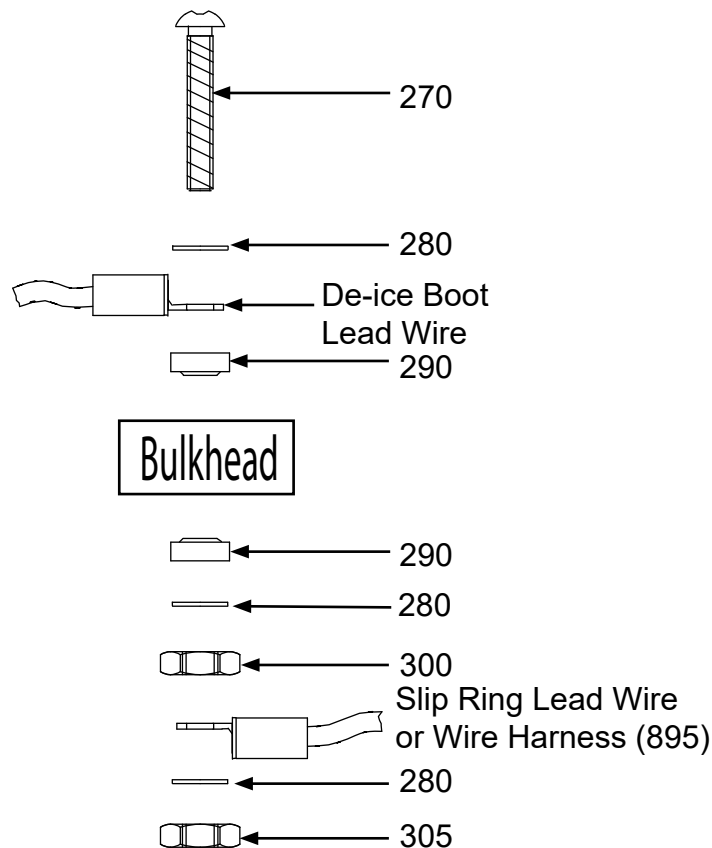 270
280
De-ice Boot
Lead Wire
290
Bulkhead
290
280
300
Slip Ring Lead Wire
or Wire Harness (895)
280
305